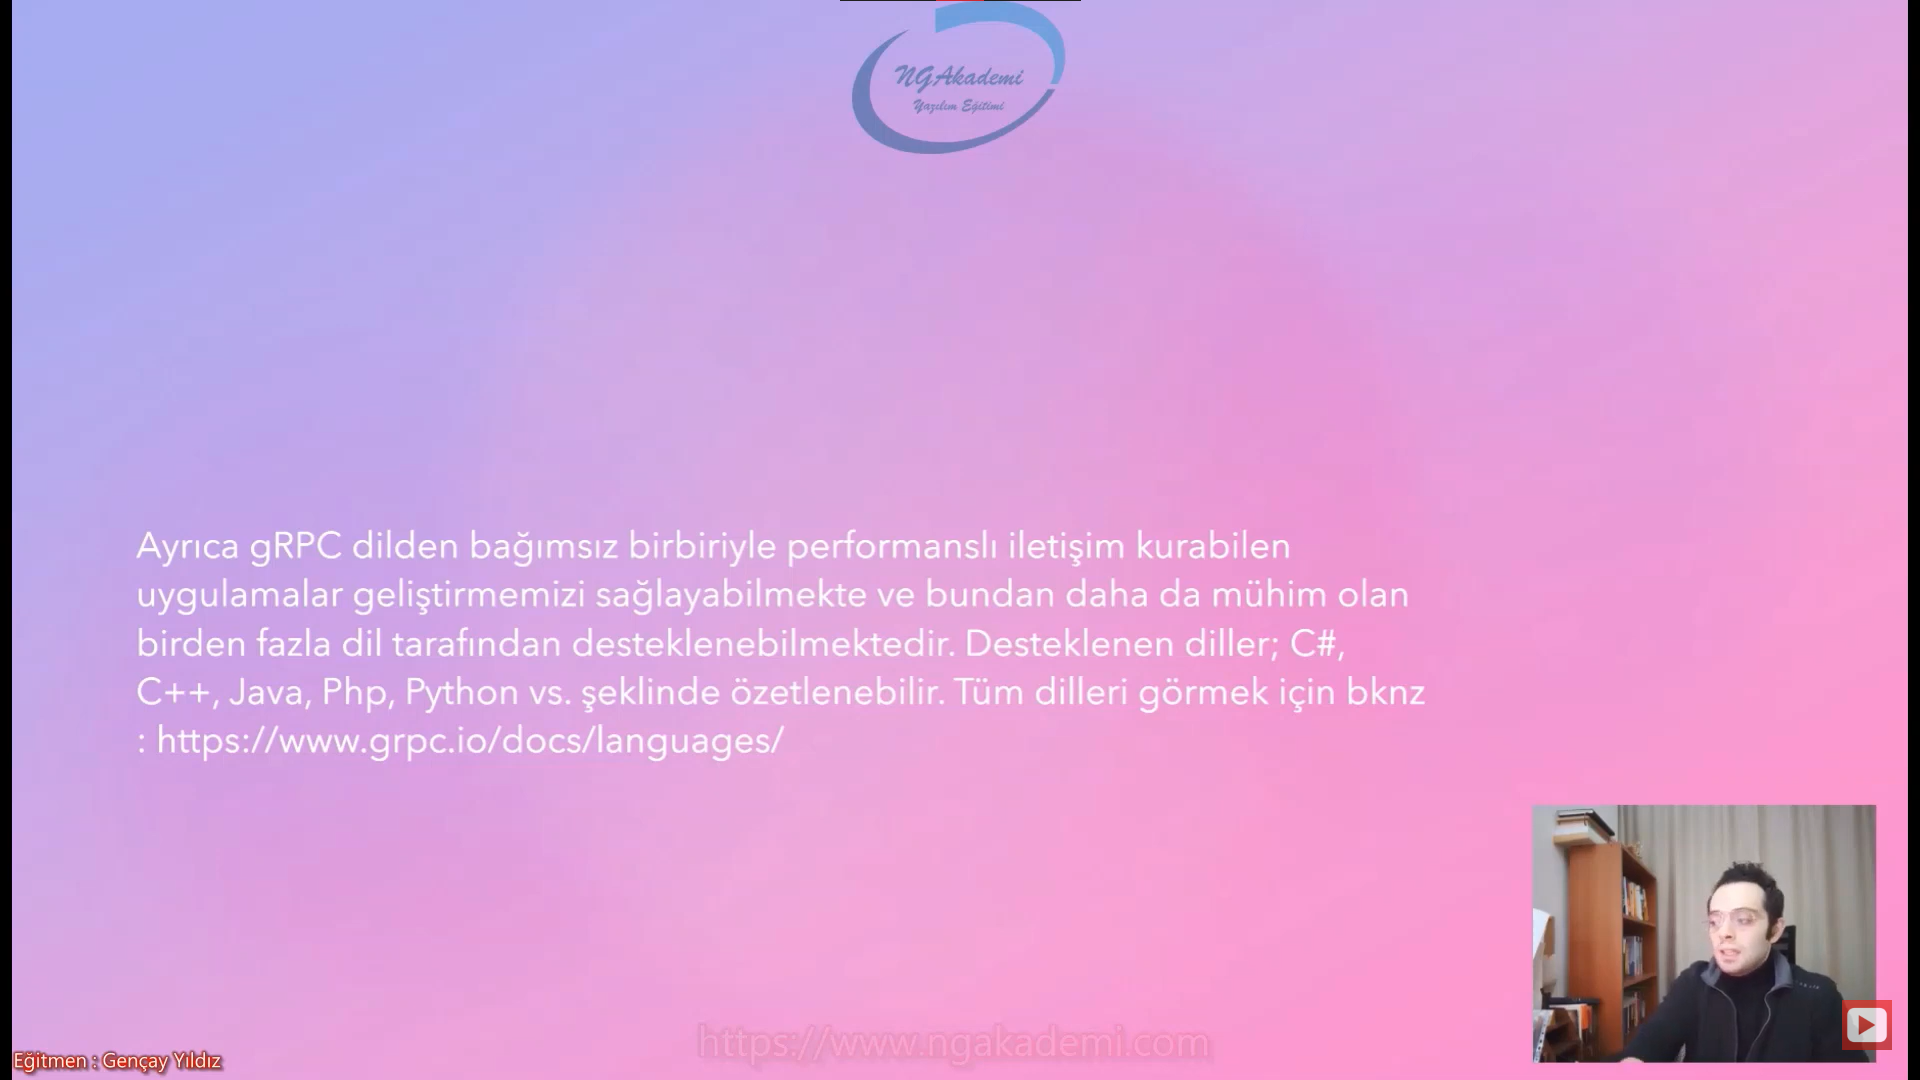 NGAkademi
Yazılım Eğitimi
Ayrıca gRPC dilden bağımsız birbiriyle performanslı iletişim kurabilen
uygulamalar geliştirmemizi sağlayabilmekte ve bundan daha da mühim olan
birden fazla dil tarafından desteklenebilmektedir. Desteklenen diller; C#,
C++, Java, Php, Python vs. şeklinde özetlenebilir. Tüm dilleri görmek için bknz
: https://www.grpc.io/docs/languages/
https://www.ngakademi.com
Eğitmen : Gençay Yıldız